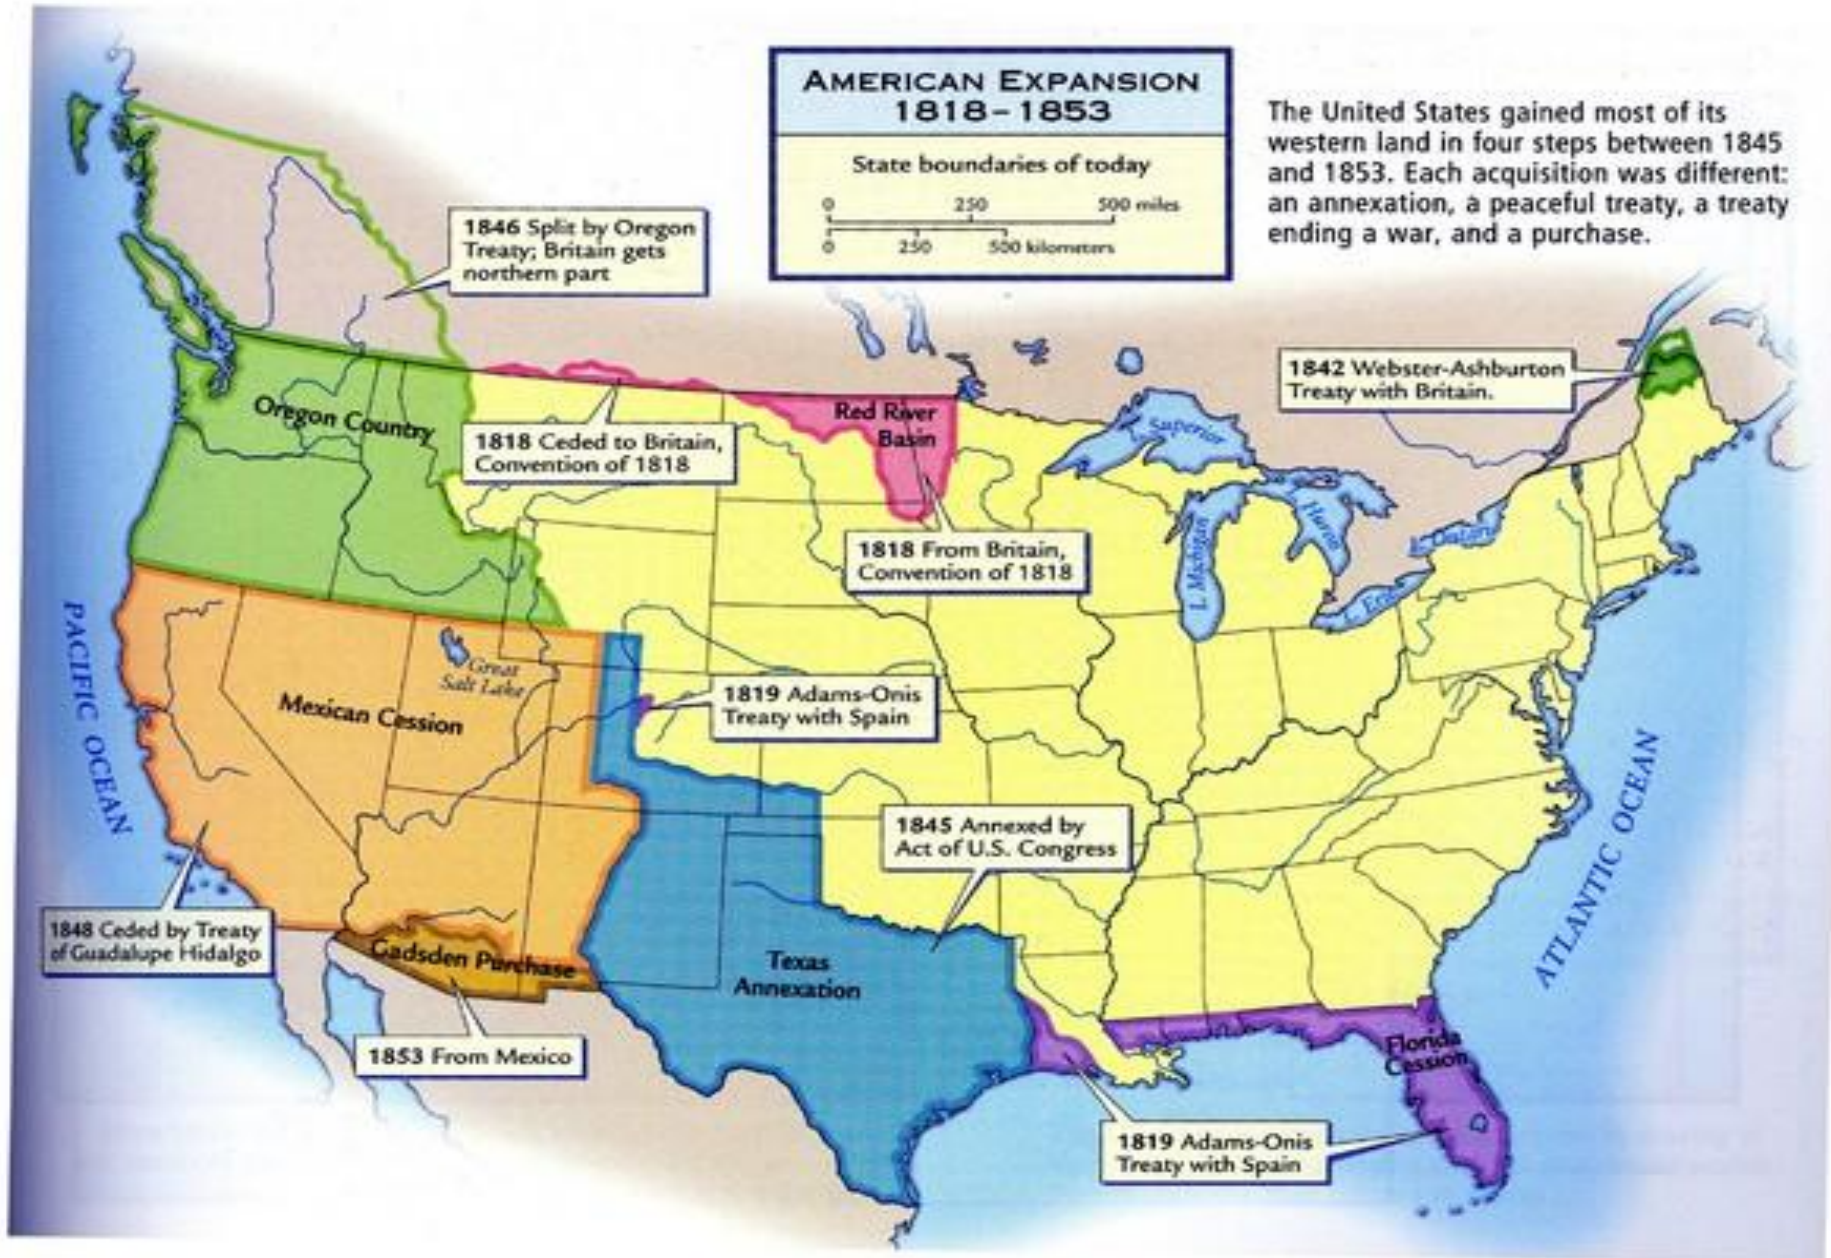 AMERICAN EXPANSION
1818–1853
State boundaries of today
0 250 500 miles
0 250 500 kilometers
The United States gained most of its
western land in four steps between 1845
and 1853. Each acquisition was different:
an annexation, a peaceful treaty, a treaty
ending a war, and a purchase.
1846 Split by Oregon
Treaty; Britain gets
northern part
1842 Webster-Ashburton
Treaty with Britain.
Oregon Country
1818 Ceded to Britain,
Convention of 1818
Red River
Basin
Superior
L. Michigan
Huron
L. Ontario
L. Erie
1818 From Britain,
Convention of 1818
PACIFIC OCEAN
Great
Salt Lake
Mexican Cession
1819 Adams-Onis
Treaty with Spain
1845 Annexed by
Act of U.S. Congress
ATLANTIC OCEAN
1848 Ceded by Treaty
of Guadalupe Hidalgo
Gadsden Purchase
Texas
Annexation
1853 From Mexico
Florida
Cession
1819 Adams-Onis
Treaty with Spain